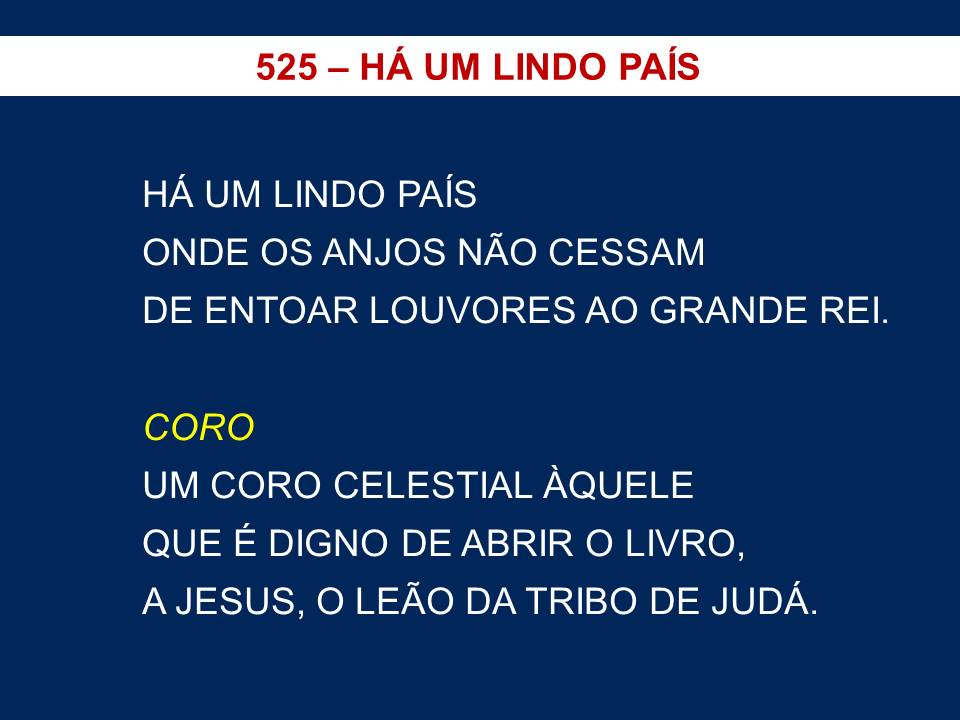 525 – HÁ UM LINDO PAÍS
HÁ UM LINDO PAÍS
ONDE OS ANJOS NÃO CESSAM
DE ENTOAR LOUVORES AO GRANDE REI.
CORO
UM CORO CELESTIAL ÀQUELE
QUE É DIGNO DE ABRIR O LIVRO,
A JESUS, O LEÃO DA TRIBO DE JUDÁ.